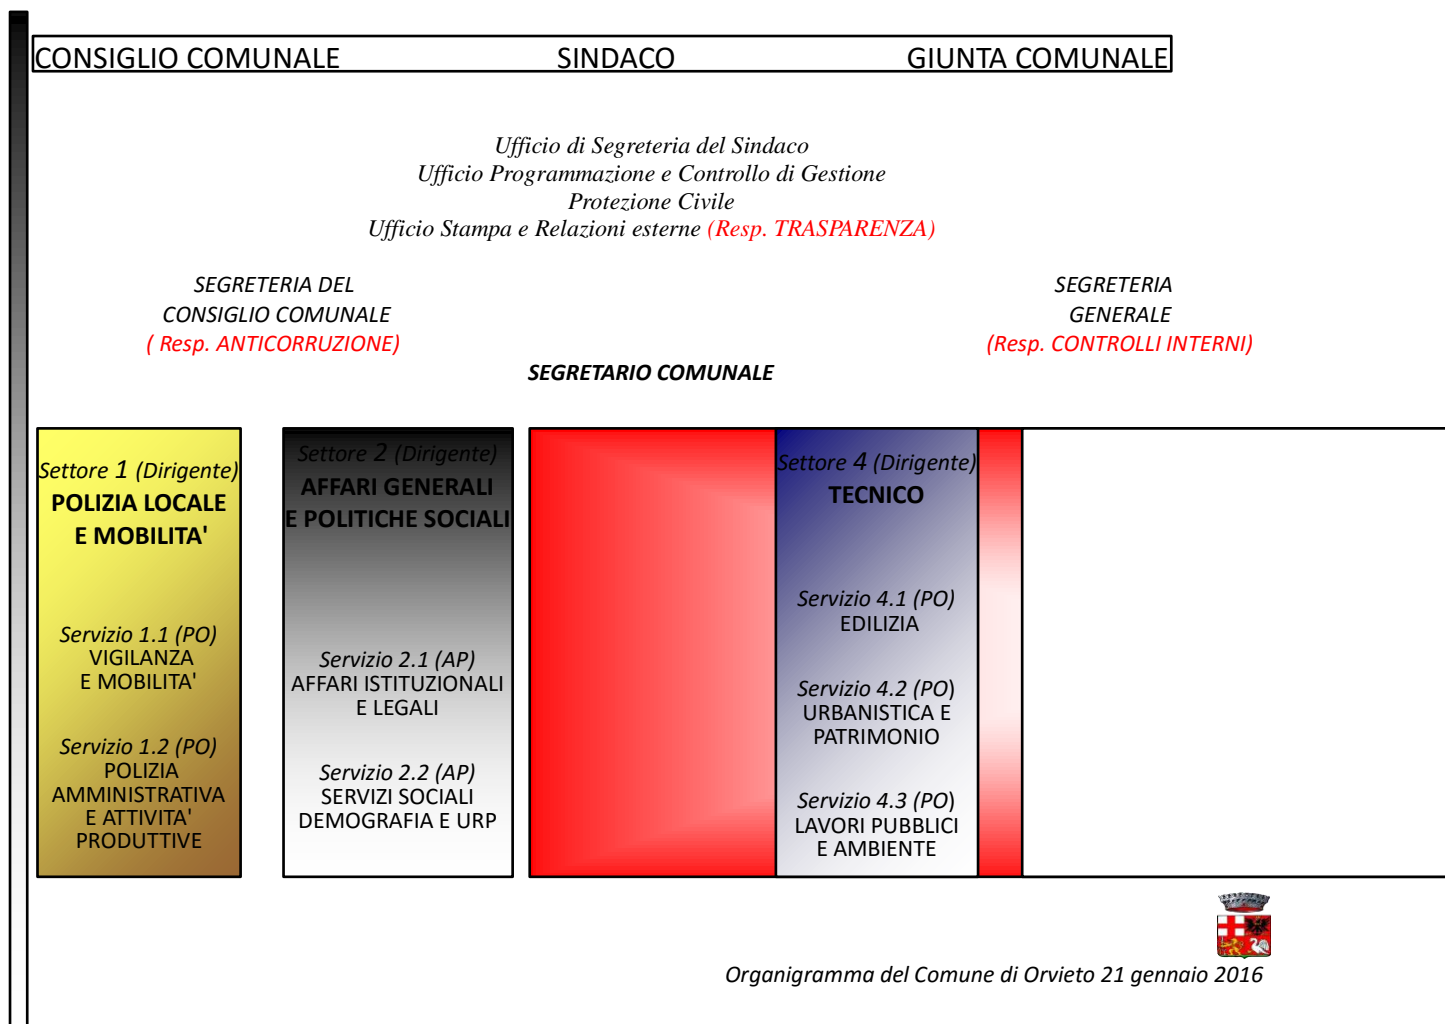 CONSIGLIO COMUNALE SINDACO GIUNTA COMUNALE
Ufficio di Segreteria del Sindaco
Ufficio Programmazione e Controllo di Gestione
Protezione Civile
Ufficio Stampa e Relazioni esterne (Resp. TRASPARENZA)
SEGRETERIA DEL
CONSIGLIO COMUNALE
( Resp. ANTICORRUZIONE)
SEGRETERIA
GENERALE
(Resp. CONTROLLI INTERNI)
SEGRETARIO COMUNALE
Settore 1 (Dirigente)
POLIZIA LOCALE
E MOBILITA'
Servizio 1.1 (PO)
VIGILANZA
E MOBILITA'
Servizio 1.2 (PO)
POLIZIA
AMMINISTRATIVA
E ATTIVITA'
PRODUTTIVE
Settore 2 (Dirigente)
AFFARI GENERALI
E POLITICHE SOCIALI
Servizio 2.1 (AP)
AFFARI ISTITUZIONALI
E LEGALI
Servizio 2.2 (AP)
SERVIZI SOCIALI
DEMOGRAFIA E URP
Settore 4 (Dirigente)
TECNICO
Servizio 4.1 (PO)
EDILIZIA
Servizio 4.2 (PO)
URBANISTICA E
PATRIMONIO
Servizio 4.3 (PO)
LAVORI PUBBLICI
E AMBIENTE
Organigramma del Comune di Orvieto 21 gennaio 2016